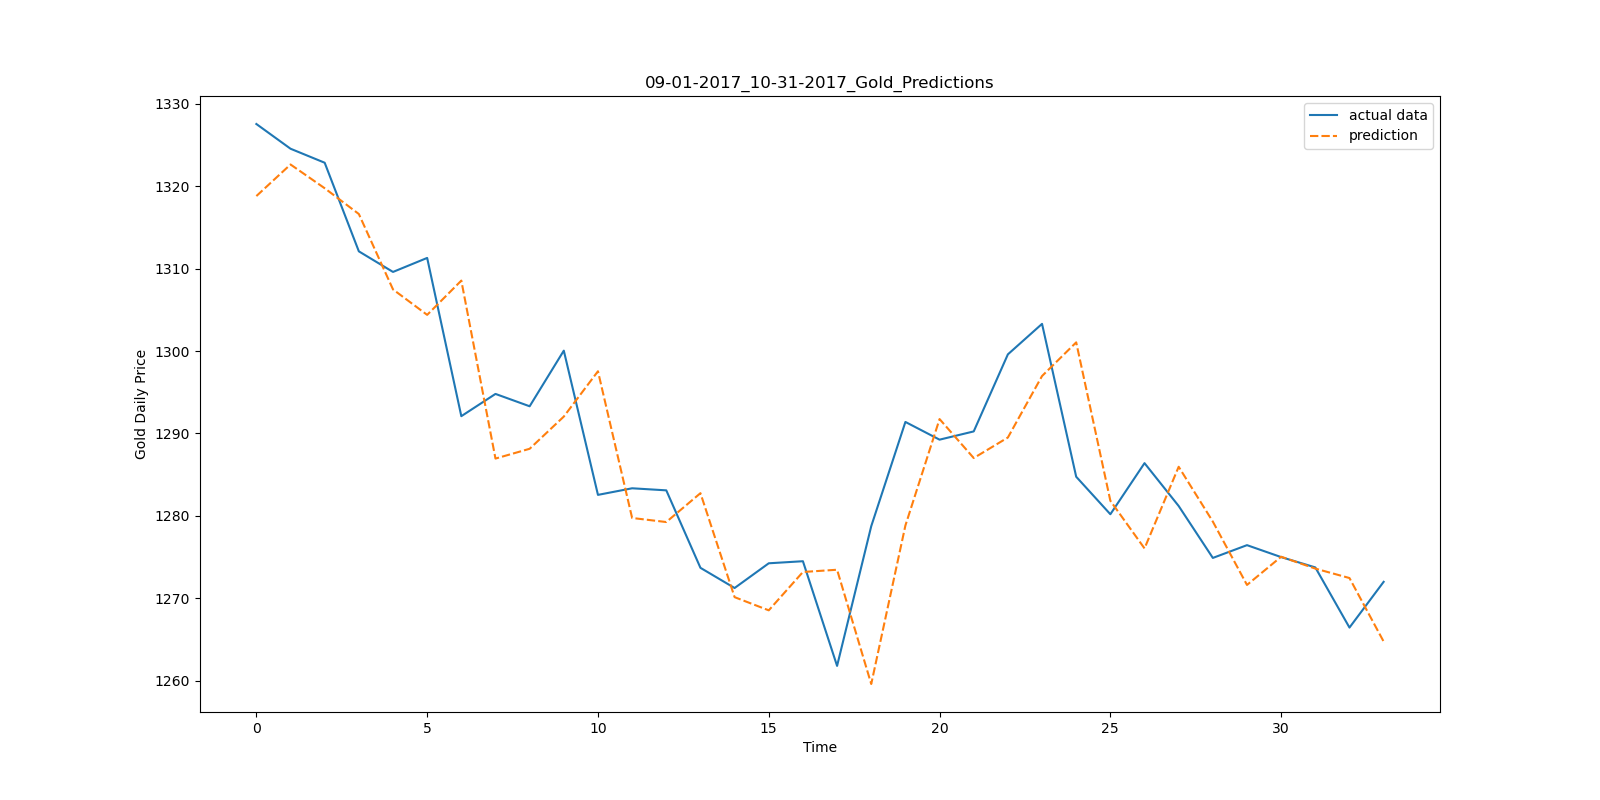 09-01-2017_10-31-2017_Gold_Predictions
actual data
prediction
Gold Daily Price
1330
1320
1310
1300
1290
1280
1270
1260
0 5 10 15 20 25 30
Time